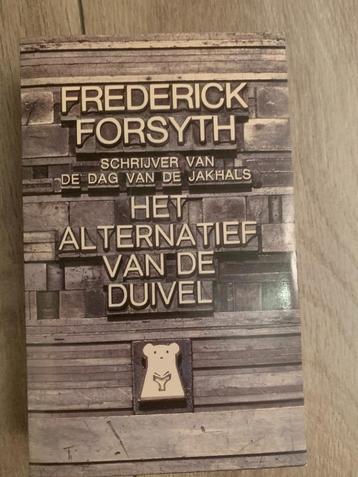 FREDERICK
FORSYTH
SCHRIJVER VAN
DE DAG VAN DE JAKHALS
HET
ALTERNATIEF
VAN DE
DUIVEL